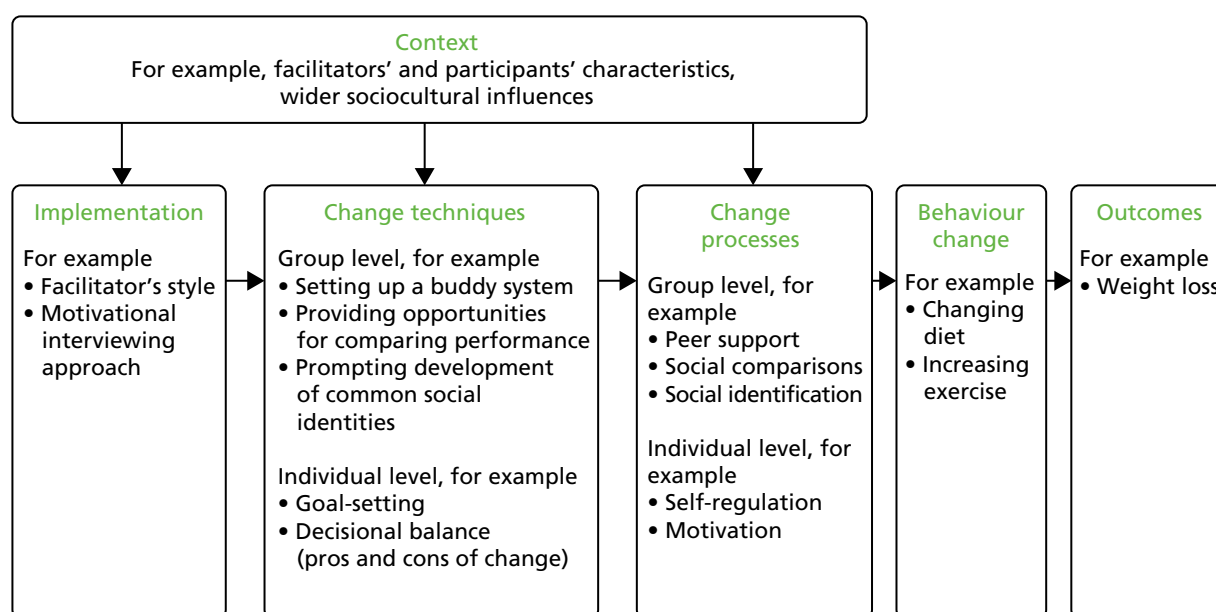 Context
For example, facilitators’ and participants’ characteristics,
wider sociocultural influences
Implementation
For example
• Facilitator’s style
• Motivational
interviewing
approach
Change techniques
Group level, for example
• Setting up a buddy system
• Providing opportunities
for comparing performance
• Prompting development
of common social
identities
Individual level, for example
• Goal-setting
• Decisional balance
(pros and cons of change)
Change
processes
Group level, for
example
• Peer support
• Social comparisons
• Social identification
Individual level, for
example
• Self-regulation
• Motivation
Behaviour
change
For example
• Changing
diet
• Increasing
exercise
Outcomes
For example
• Weight loss